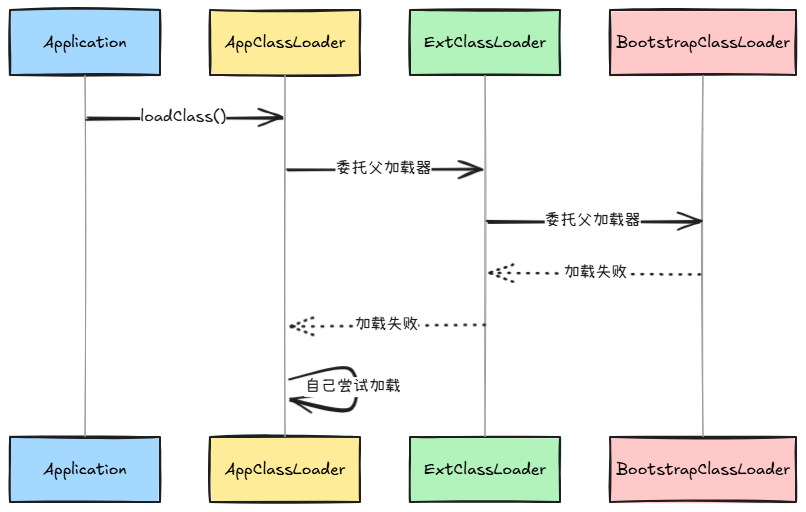 Application
AppClassLoader
ExtClassLoader
BootstrapClassLoader
loadClass()
委托父加载器
委托父加载器
加载失败
加载失败
自己尝试加载
Application
AppClassLoader
ExtClassLoader
BootstrapClassLoader